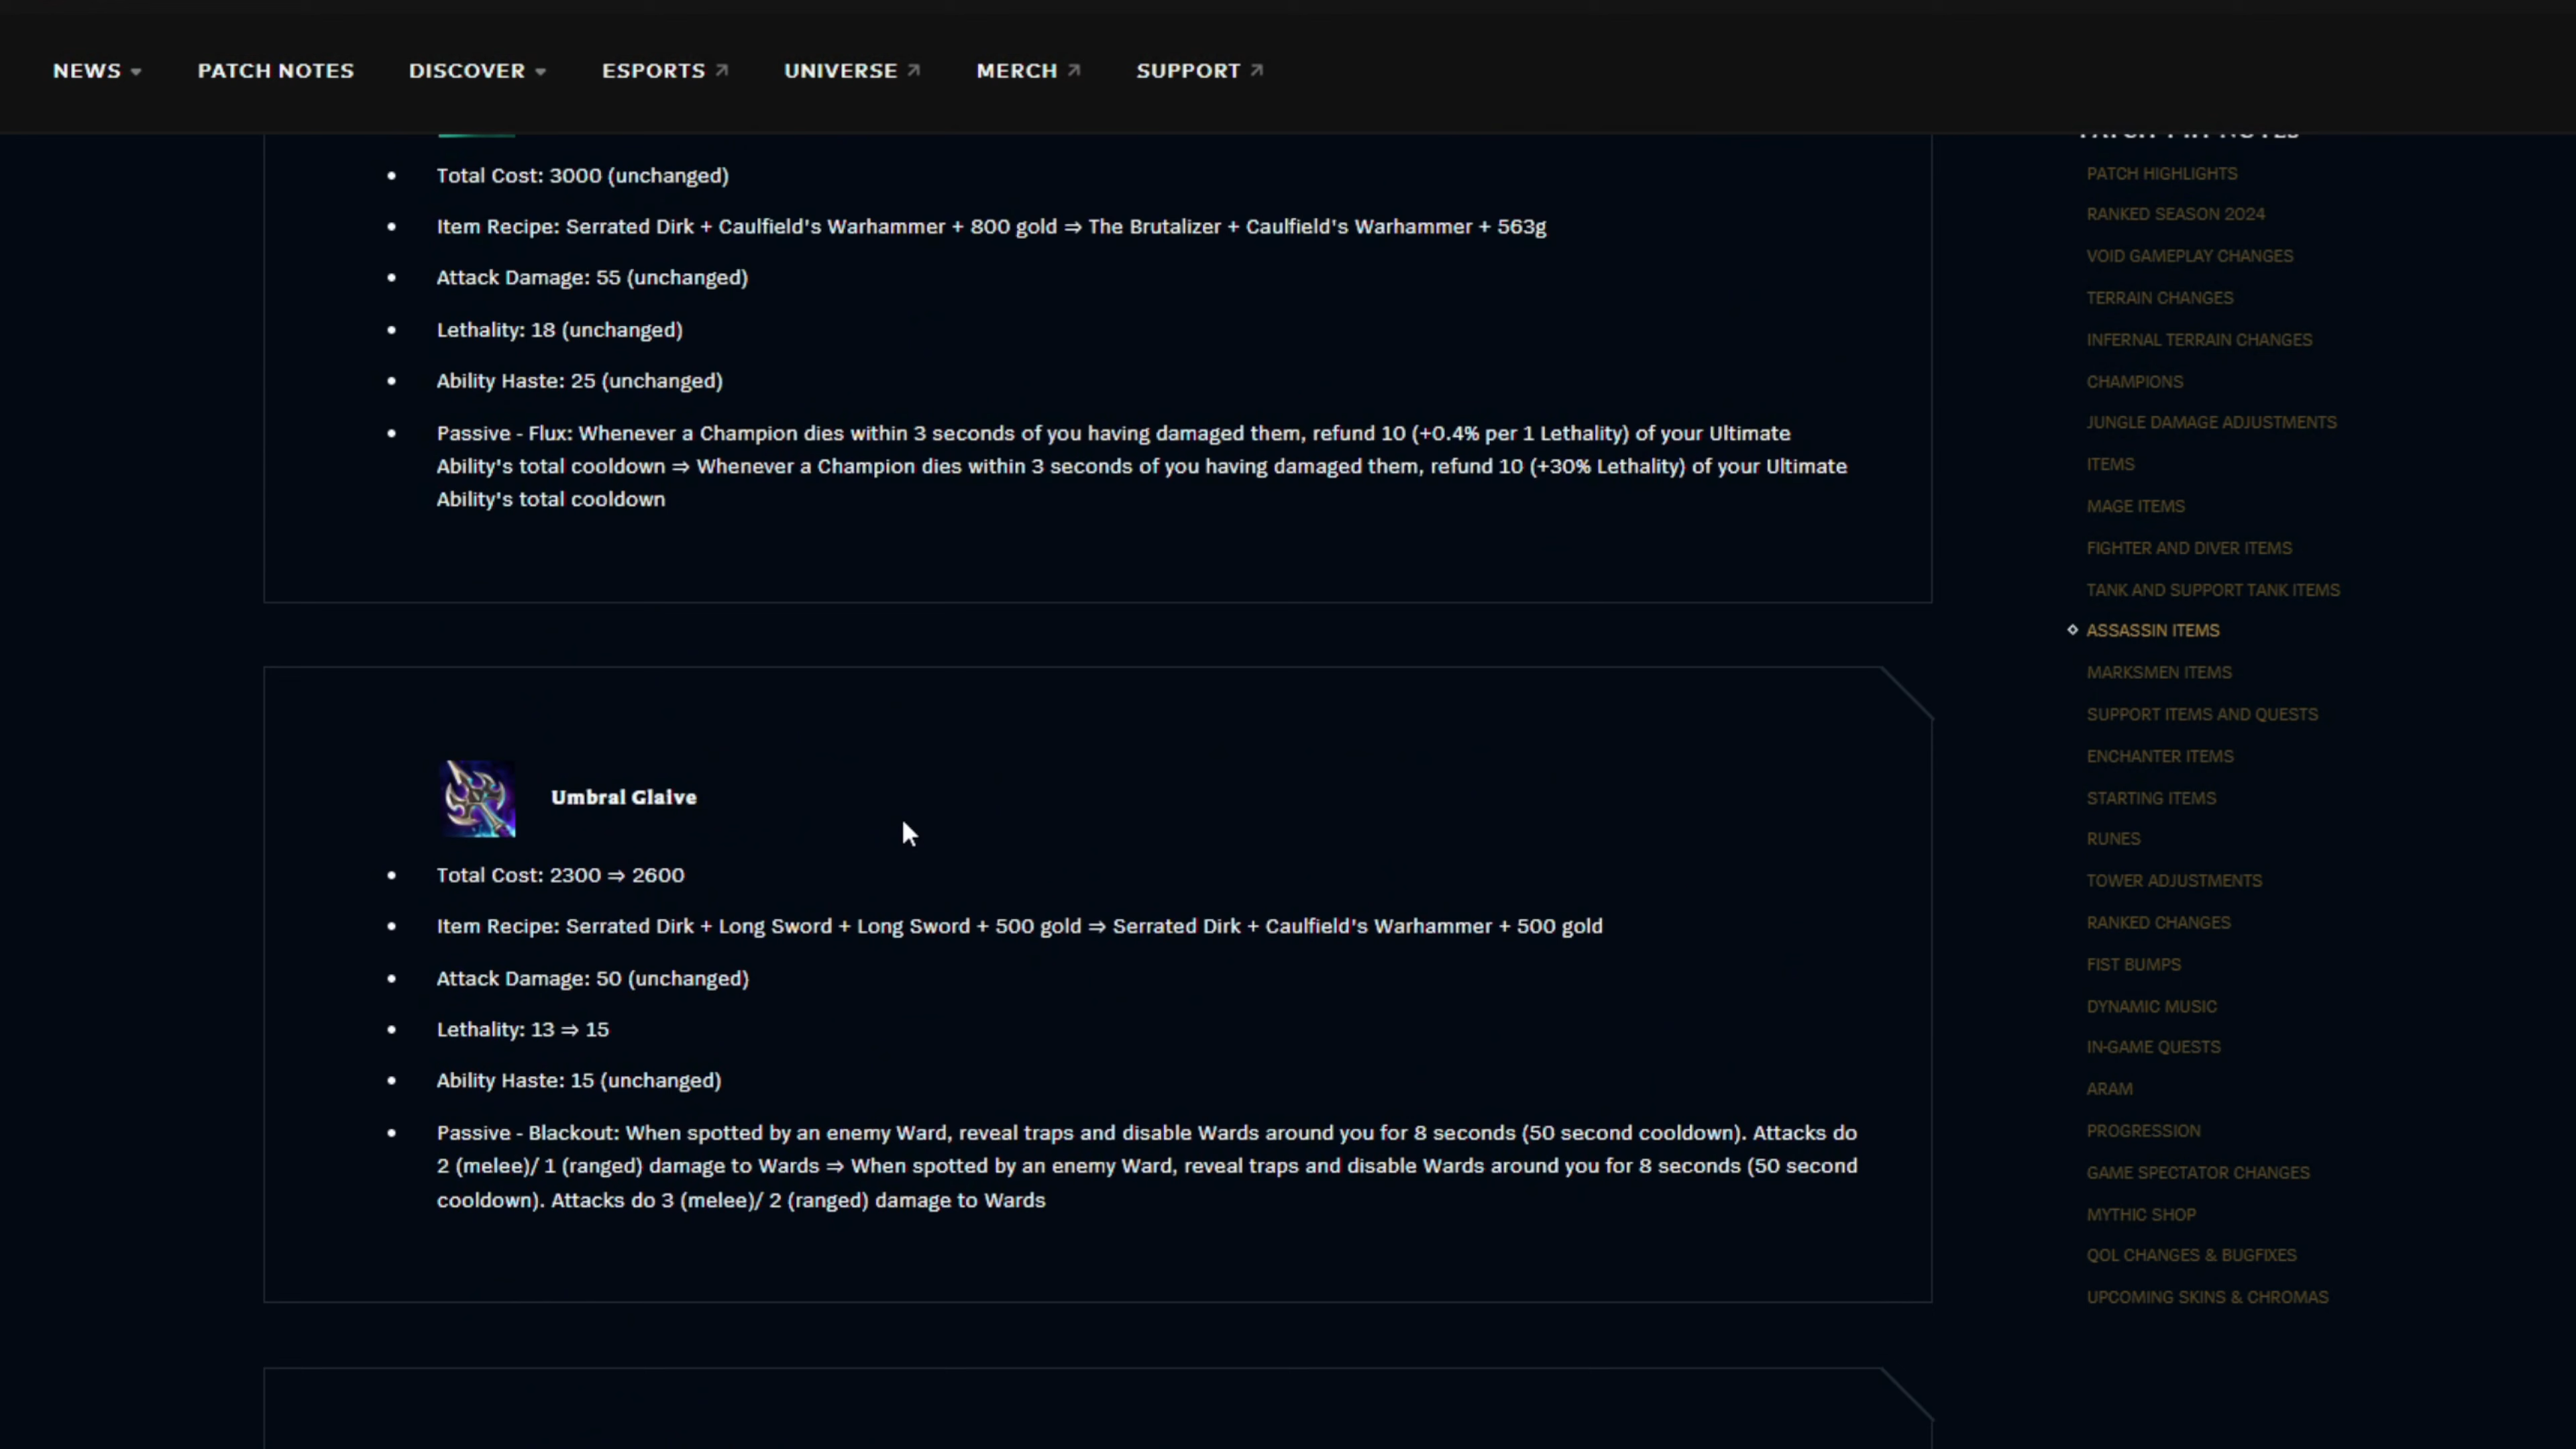 NEWS
PATCH NOTES
DISCOVER
ESPORTS
UNIVERSE
MERCH
SUPPORT
Total Cost: 3000 (unchanged)
Item Recipe: Serrated Dirk + Caulfield's Warhammer + 800 gold ⇒ The Brutalizer + Caulfield's Warhammer + 563g
Attack Damage: 55 (unchanged)
Lethality: 18 (unchanged)
Ability Haste: 25 (unchanged)
Passive - Flux: Whenever a Champion dies within 3 seconds of you having damaged them, refund 10 (+0.4% per 1 Lethality) of your Ultimate
Ability's total cooldown ⇒ Whenever a Champion dies within 3 seconds of you having damaged them, refund 10 (+30% Lethality) of your Ultimate
Ability's total cooldown
Umbral Glaive
Total Cost: 2300 ⇒ 2600
Item Recipe: Serrated Dirk + Long Sword + Long Sword + 500 gold ⇒ Serrated Dirk + Caulfield's Warhammer + 500 gold
Attack Damage: 50 (unchanged)
Lethality: 13 ⇒ 15
Ability Haste: 15 (unchanged)
Passive - Blackout: When spotted by an enemy Ward, reveal traps and disable Wards around you for 8 seconds (50 second cooldown). Attacks do
2 (melee)/ 1 (ranged) damage to Wards ⇒ When spotted by an enemy Ward, reveal traps and disable Wards around you for 8 seconds (50 second
cooldown). Attacks do 3 (melee)/ 2 (ranged) damage to Wards
NOTES
PATCH HIGHLIGHTS
RANKED SEASON 2024
VOID GAMEPLAY CHANGES
TERRAIN CHANGES
INFERNAL TERRAIN CHANGES
CHAMPIONS
JUNGLE DAMAGE ADJUSTMENTS
ITEMS
MAGE ITEMS
FIGHTER AND DIVER ITEMS
TANK AND SUPPORT TANK ITEMS
ASSASSIN ITEMS
MARKSMEN ITEMS
SUPPORT ITEMS AND QUESTS
ENCHANTER ITEMS
STARTING ITEMS
RUNES
TOWER ADJUSTMENTS
RANKED CHANGES
FIST BUMPS
DYNAMIC MUSIC
IN-GAME QUESTS
ARAM
PROGRESSION
GAME SPECTATOR CHANGES
MYTHIC SHOP
QOL CHANGES & BUGFIXES
UPCOMING SKINS & CHROMAS